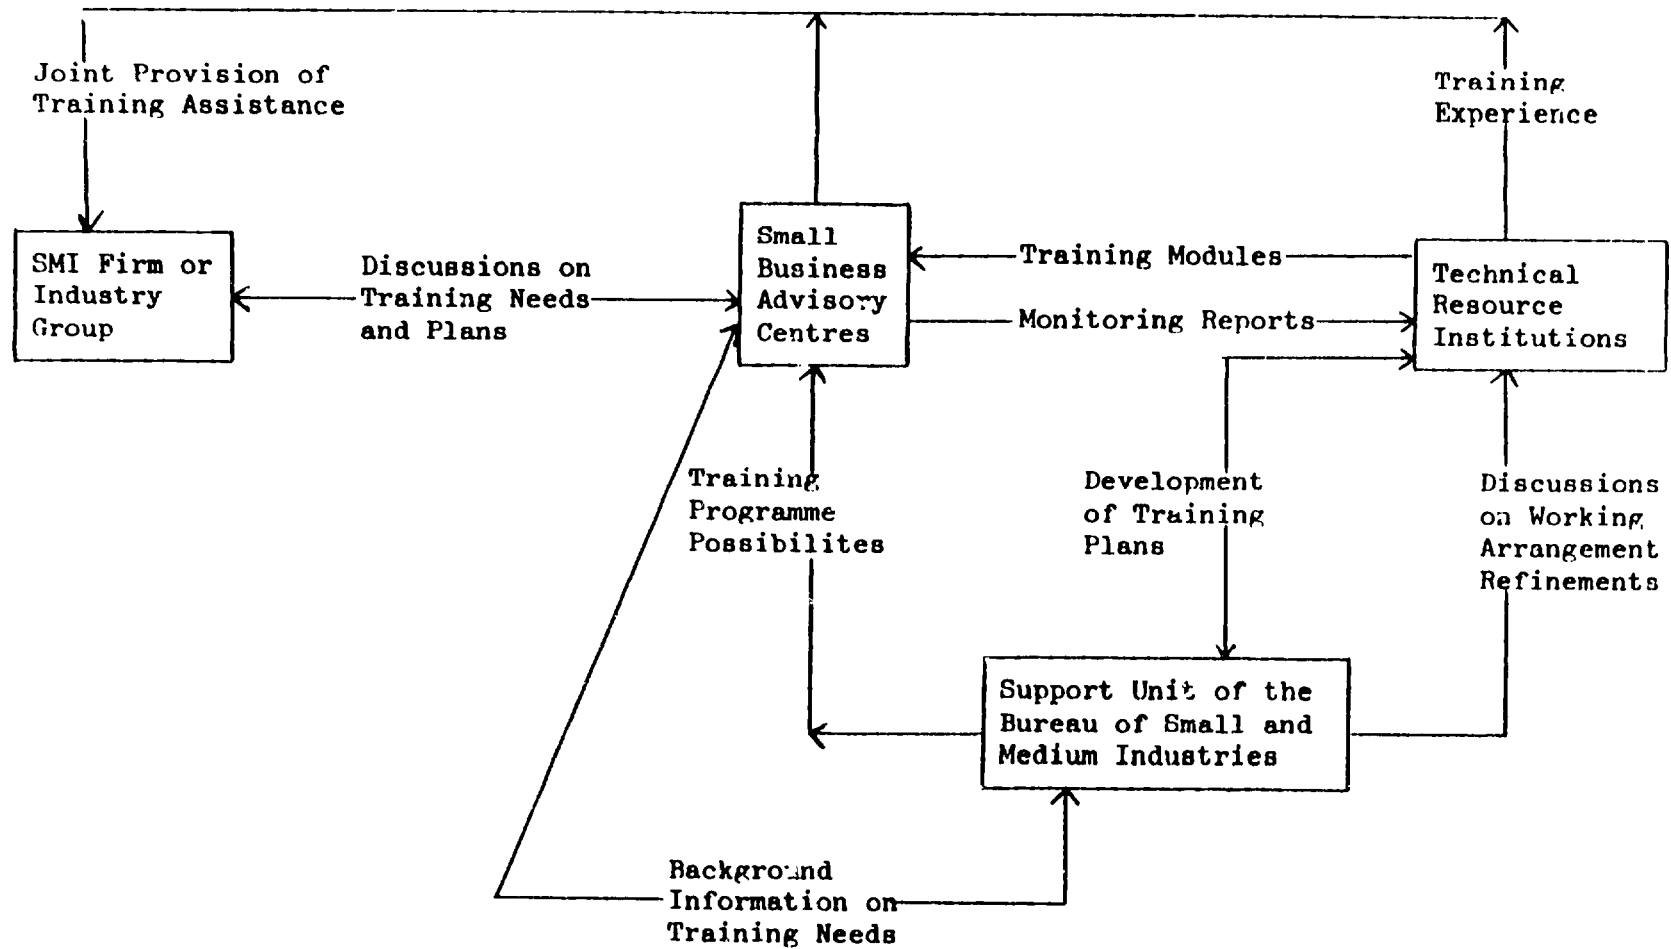 Joint Provision of
Training Assistance
Training
Experience
SMI Firm or
Industry
Group
Discussions on
Training Needs
and Plans
Small
Business
Advisory
Centres
Training Modules
Monitoring Reports
Technical
Resource
Institutions
Training
Programme
Possibilites
Development
of Training
Plans
Discussions
on Working
Arrangement
Refinements
Support Unit of the
Bureau of Small and
Medium Industries
Background
Information on
Training Needs